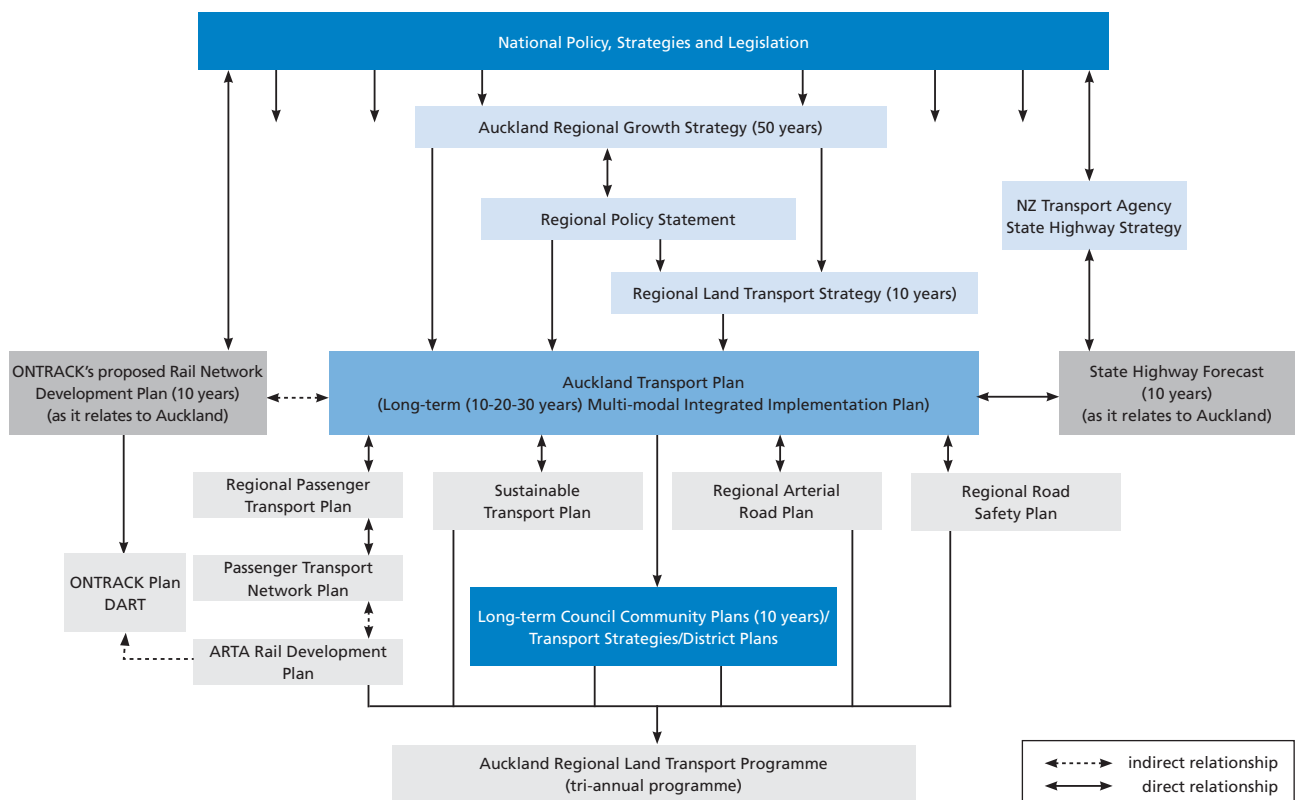 National Policy, Strategies and Legislation
Auckland Regional Growth Strategy (50 years)
Regional Policy Statement
NZ Transport Agency
State Highway Strategy
Regional Land Transport Strategy (10 years)
ONTRACK's proposed Rail Network
Development Plan (10 years)
(as it relates to Auckland)
Auckland Transport Plan
(Long-term (10-20-30 years) Multi-modal Integrated Implementation Plan)
State Highway Forecast
(10 years)
(as it relates to Auckland)
Regional Passenger
Transport Plan
Sustainable
Transport Plan
Regional Arterial
Road Plan
Regional Road
Safety Plan
ONTRACK Plan
DART
Passenger Transport
Network Plan
Long-term Council Community Plans (10 years)/
Transport Strategies/District Plans
ARTA Rail Development
Plan
Auckland Regional Land Transport Programme
(tri-annual programme)
indirect relationship
direct relationship